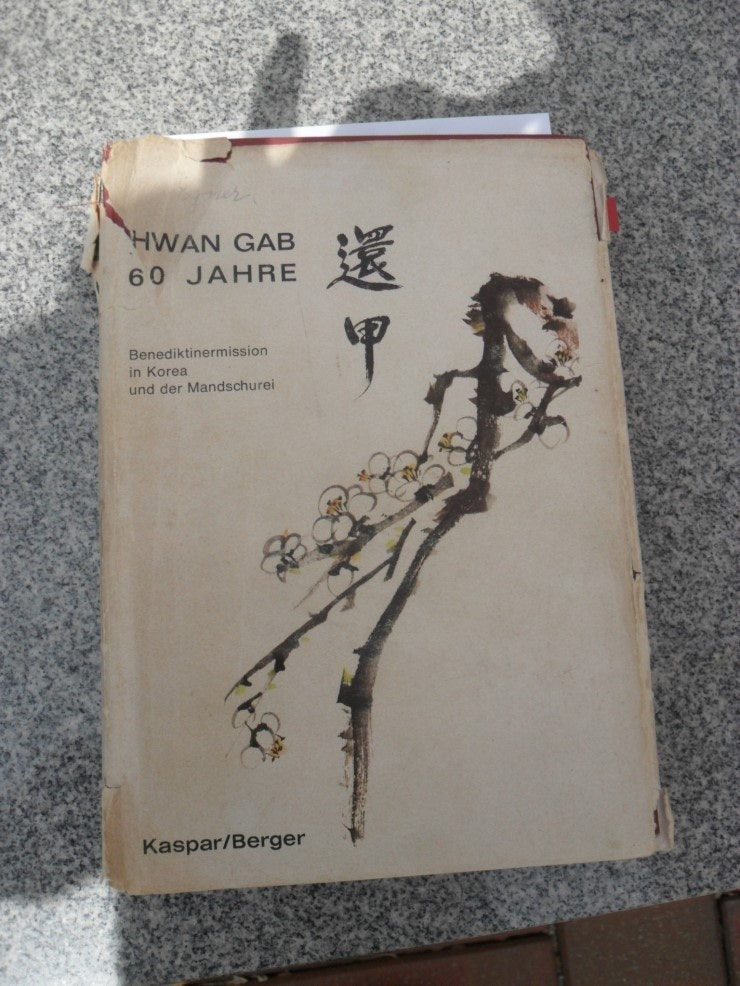 HWAN GAB
60 JAHRE
還
甲
Benediktinermission
in Korea
und der Mandschurei
Kaspar/Berger